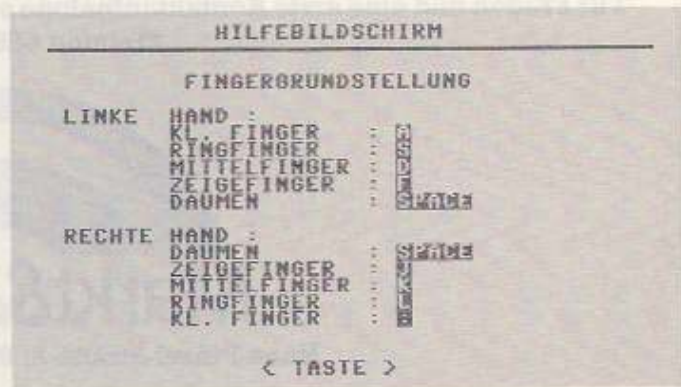 HILFEBILDSCHIRM
FINGERGRUNDSTELLUNG
LINKE HAND :
KL. FINGER : A
RINGFINGER : S
MITTELFINGER : D
ZEIGEFINGER : F
DAUMEN : SPACE
RECHTE HAND :
DAUMEN : SPACE
ZEIGEFINGER : J
MITTELFINGER : K
RINGFINGER : L
KL. FINGER :
< TASTE >